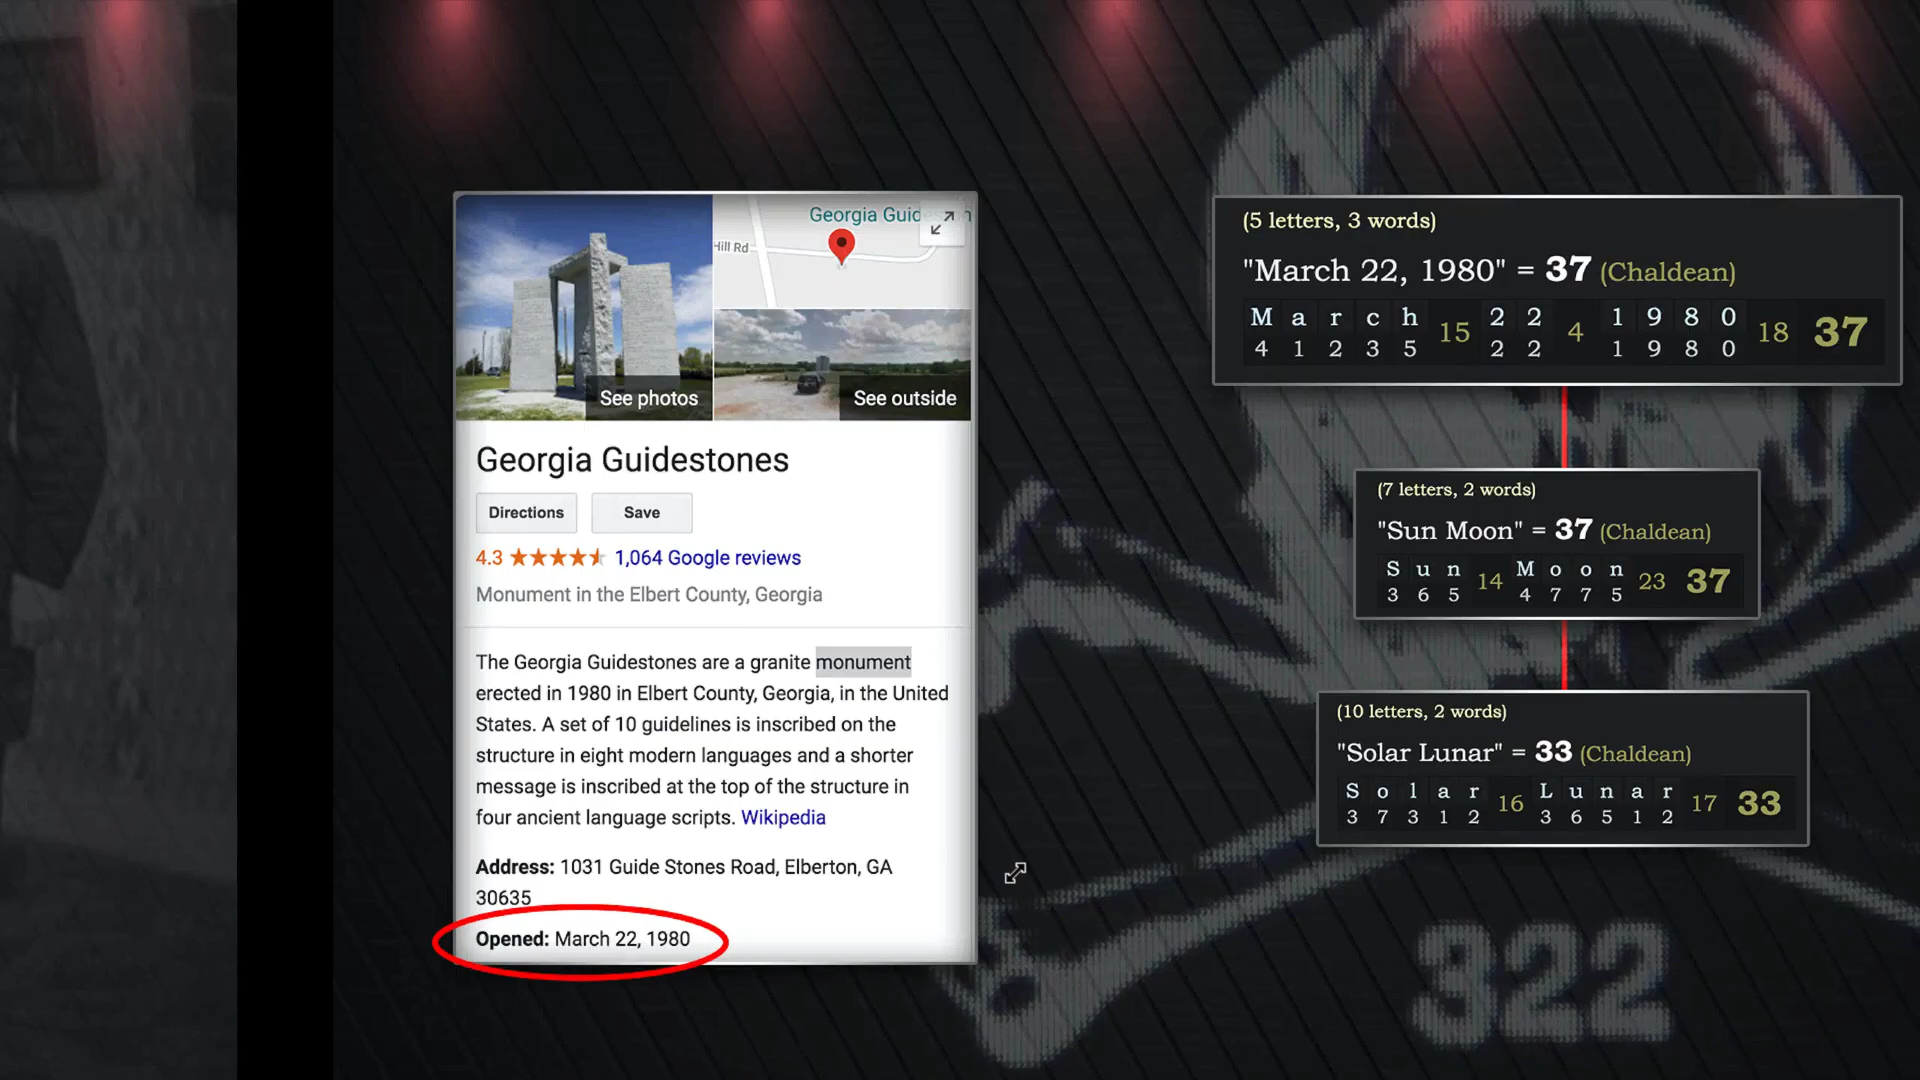 Georgia Guid
Hill Rd
See photos
See outside
Georgia Guidestones
Directions
Save
4.3
1,064 Google reviews
Monument in the Elbert County, Georgia
The Georgia Guidestones are a granite monument
erected in 1980 in Elbert County, Georgia, in the United
States. A set of 10 guidelines is inscribed on the
structure in eight modern languages and a shorter
message is inscribed at the top of the structure in
four ancient language scripts. Wikipedia
Address: 1031 Guide Stones Road, Elberton, GA
30635
Opened: March 22, 1980
(5 letters, 3 words)
"March 22, 1980" = 37 (Chaldean)
M a r c h 15 2 2 4 1 9 8 0 18 37
4 1 2 3 5 2 2 1 9 8 0
(7 letters, 2 words)
"Sun Moon" = 37 (Chaldean)
S u n 14 M o o n 23 37
3 6 5 4 7 7 5
(10 letters, 2 words)
"Solar Lunar" = 33 (Chaldean)
S o l a r 16 L u n a r 17 33
3 7 3 1 2 3 6 5 1 2
322